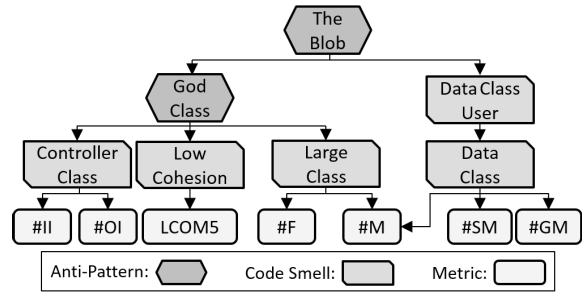 The
Blob
God
Class
Data Class
User
Controller
Class
Low
Cohesion
Large
Class
Data
Class
#II
#OI
LCOM5
#F
#M
#SM
#GM
Anti-Pattern:
Code Smell:
Metric: